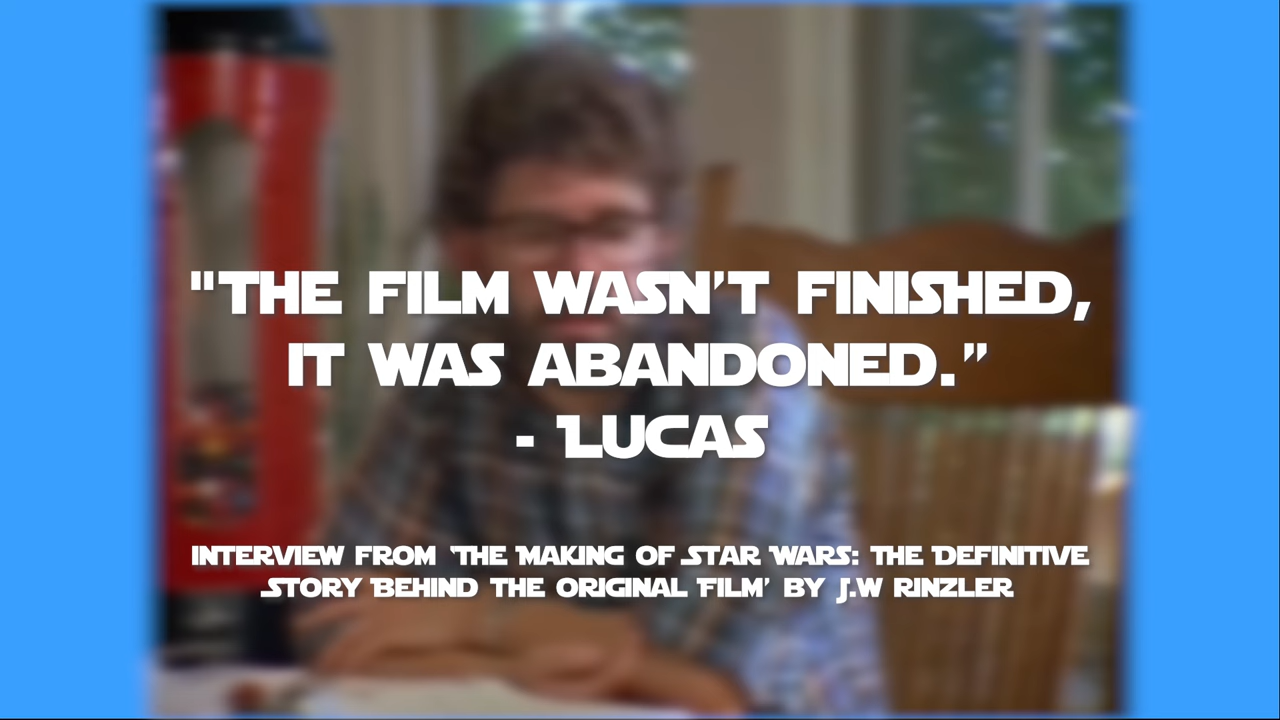 "THE FILM WASN'T FINISHED,
IT WAS ABANDONED.”
- LUCAS
INTERVIEW FROM 'THE MAKING OF STAR WARS: THE DEFINITIVE
STORY BEHIND THE ORIGINAL FILM' BY J.W RINZLER